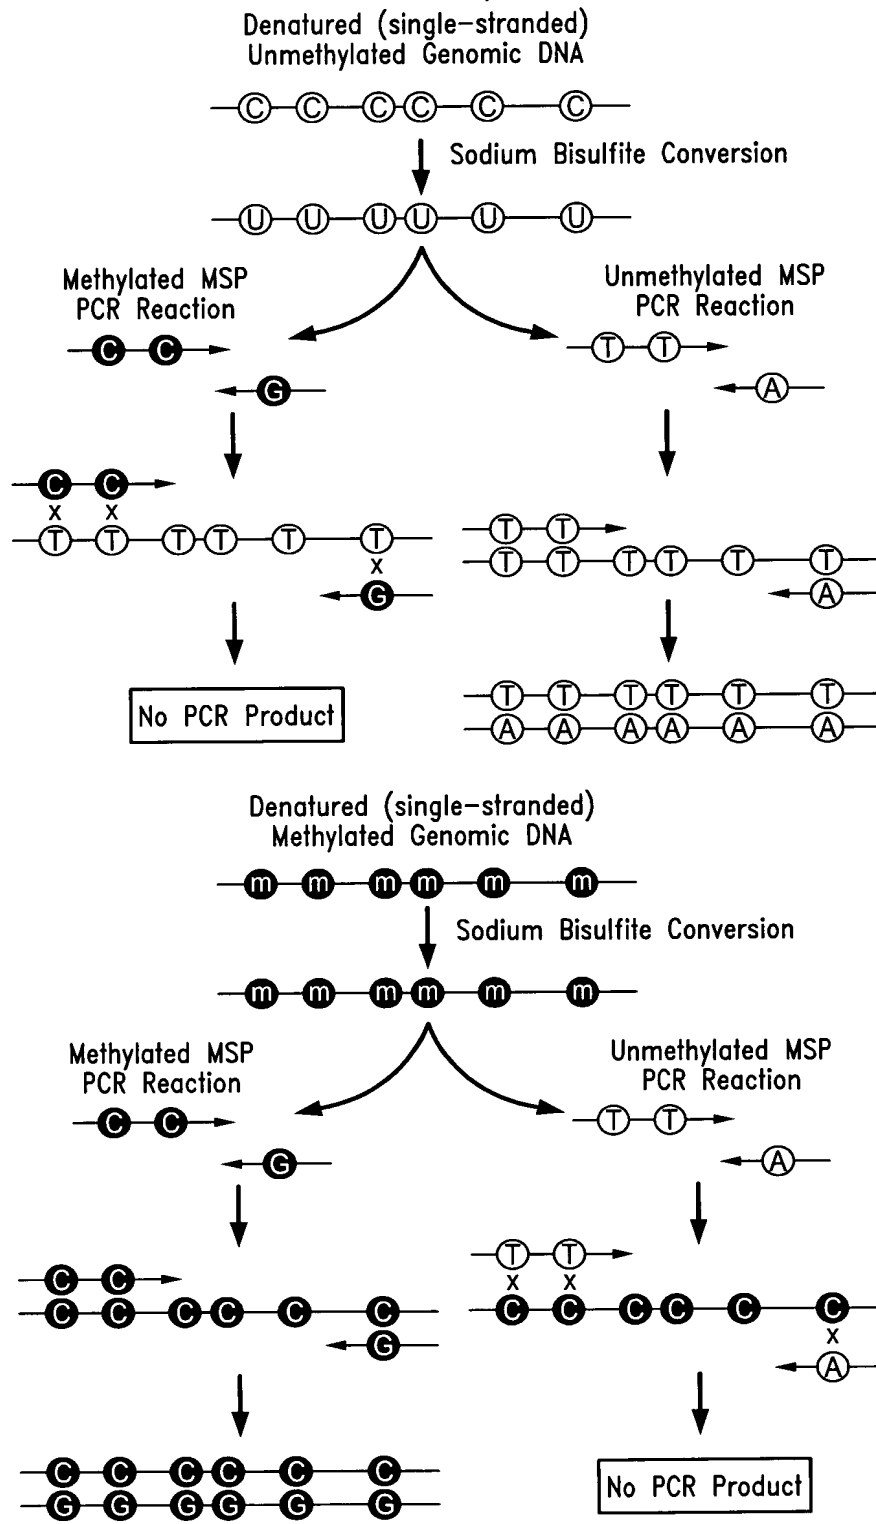 Denatured (single-stranded)
Unmethylated Genomic DNA
C C C C C C
Sodium Bisulfite Conversion
U U U U U U
Methylated MSP
PCR Reaction
C C
G
Unmethylated MSP
PCR Reaction
T T
A
C C
x x
T T T T T T
x
G
No PCR Product
T T
T T T T T T
A
T T T T T T
A A A A A A
Denatured (single-stranded)
Methylated Genomic DNA
m m m m m m
Sodium Bisulfite Conversion
m m m m m m
Methylated MSP
PCR Reaction
C C
G
Unmethylated MSP
PCR Reaction
T T
A
C C
C C C C C C
G
C C C C C C
G G G G G G
T T
x x
C C C C C C
x
A
No PCR Product